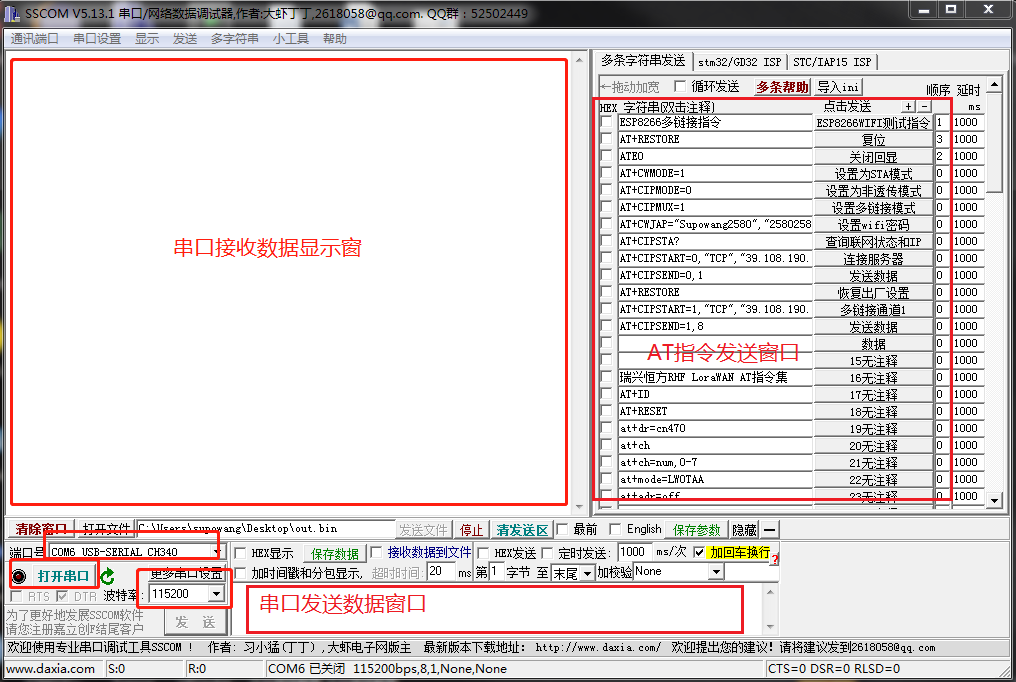 SSCOM V5.13.1 串口/网络数据调试器,作者:大虾丁丁,2618058@qq.com. QQ群：52502449
通讯端口 串口设置 显示 发送 多字符串 小工具 帮助
多条字符串发送 stm32/GD32 ISP STC/IAP15 ISP
←拖动加宽 循环发送 多条帮助 导入ini 顺序 延时
HEX 字符串(双击注释) 点击发送 + - ms
ESP8266多链接指令 ESP8266WIFI测试指令 1 1000
AT+RESTORE 复位 3 1000
ATE0 关闭回显 2 1000
AT+CWMODE=1 设置为STA模式 0 1000
AT+CIPMODE=0 设置为非透传模式 0 1000
AT+CIPMUX=1 设置多链接模式 0 1000
AT+CWJAP="Supowang2580","2580258 设置wifi密码 0 1000
AT+CIPSTA? 查询联网状态和IP 0 1000
AT+CIPSTART=0,"TCP","39.108.190. 连接服务器 0 1000
AT+CIPSEND=0,1 发送数据 0 1000
AT+RESTORE 恢复出厂设置 0 1000
AT+CIPSTART=1,"TCP","39.108.190. 多链接通道1 0 1000
AT+CIPSEND=1,8 发送数据 0 1000
数据 0 1000
15无注释 0 1000
瑞兴恒方RHF LoraWAN AT指令集 16无注释 0 1000
AT+ID 17无注释 0 1000
AT+RESET 18无注释 0 1000
at+dr=cn470 19无注释 0 1000
at+ch 20无注释 0 1000
at+ch=num,0-7 21无注释 0 1000
at+mode=LWOTAA 22无注释 0 1000
at+adr=off 23无注释 0 1000
串口接收数据显示窗
AT指令发送窗口
清除窗口 打开文件 C:\Users\supowang\Desktop\out.bin 发送文件 停止 清发送区 最前 English 保存参数 隐藏
端口号 COM6 USB-SERIAL CH340 HEX显示 保存数据 接收数据到文件 HEX发送 定时发送: 1000 ms/次 加回车换行 ?
打开串口 更多串口设置 加时间戳和分包显示, 超时时间: 20 ms 第 1 字节 至 末尾 加校验 None
RTS DTR 波特率: 115200
串口发送数据窗口
为了更好地发展SSCOM软件
请您注册嘉立创F结尾客户
发 送
欢迎使用专业串口调试工具SSCOM ! 作者: 习小猛(丁丁),大虾电子网版主 最新版本下载地址: http://www.daxia.com/ 欢迎提出您的建议! 请将建议发到2618058@qq.com
www.daxia.com S:0 R:0 COM6 已关闭 115200bps,8,1,None,None CTS=0 DSR=0 RLSD=0